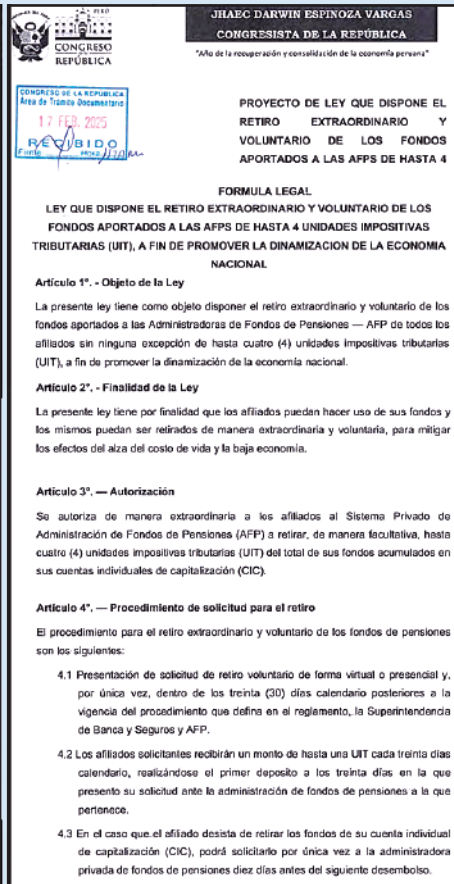 PERÚ
CONGRESO
REPÚBLICA
JHAEC DARWIN ESPINOZA VARGAS
CONGRESISTA DE LA REPÚBLICA
"Año de la recuperación y consolidación de la economía peruana"
CONGRESO DE LA REPUBLICA
Area de Tramite Documentario
17 FEB. 2025
RECIBIDO
Firma Hora
PROYECTO DE LEY QUE DISPONE EL
RETIRO EXTRAORDINARIO Y
VOLUNTARIO DE LOS FONDOS
APORTADOS A LAS AFPS DE HASTA 4
FORMULA LEGAL
LEY QUE DISPONE EL RETIRO EXTRAORDINARIO Y VOLUNTARIO DE LOS
FONDOS APORTADOS A LAS AFPS DE HASTA 4 UNIDADES IMPOSITIVAS
TRIBUTARIAS (UIT), A FIN DE PROMOVER LA DINAMIZACION DE LA ECONOMIA
NACIONAL
Artículo 1°. - Objeto de la Ley
La presente ley tiene como objeto disponer el retiro extraordinario y voluntario de los
fondos aportados a las Administradoras de Fondos de Pensiones — AFP de todos los
afiliados sin ninguna excepción de hasta cuatro (4) unidades impositivas tributarias
(UIT), a fin de promover la dinamización de la economía nacional.
Artículo 2°. - Finalidad de la Ley
La presente ley tiene por finalidad que los afiliados puedan hacer uso de sus fondos y
los mismos puedan ser retirados de manera extraordinaria y voluntaria, para mitigar
los efectos del alza del costo de vida y la baja economía.
Artículo 3°. — Autorización
Se autoriza de manera extraordinaria a los afiliados al Sistema Privado de
Administración de Fondos de Pensiones (AFP) a retirar, de manera facultativa, hasta
cuatro (4) unidades impositivas tributarias (UIT) del total de sus fondos acumulados en
sus cuentas individuales de capitalización (CIC).
Artículo 4°. — Procedimiento de solicitud para el retiro
El procedimiento para el retiro extraordinario y voluntario de los fondos de pensiones
son los siguientes:
4.1 Presentación de solicitud de retiro voluntario de forma virtual o presencial y,
por única vez, dentro de los treinta (30) días calendario posteriores a la
vigencia del procedimiento que defina en el reglamento, la Superintendencia
de Banca y Seguros y AFP.
4.2 Los afiliados solicitantes recibirán un monto de hasta una UIT cada treinta días
calendario, realizándose el primer deposito a los treinta días en la que
presento su solicitud ante la administración de fondos de pensiones a la que
pertenece.
4.3 En el caso que el afiliado desista de retirar los fondos de su cuenta individual
de capitalización (CIC), podrá solicitarlo por única vez a la administradora
privada de fondos de pensiones diez días antes del siguiente desembolso.